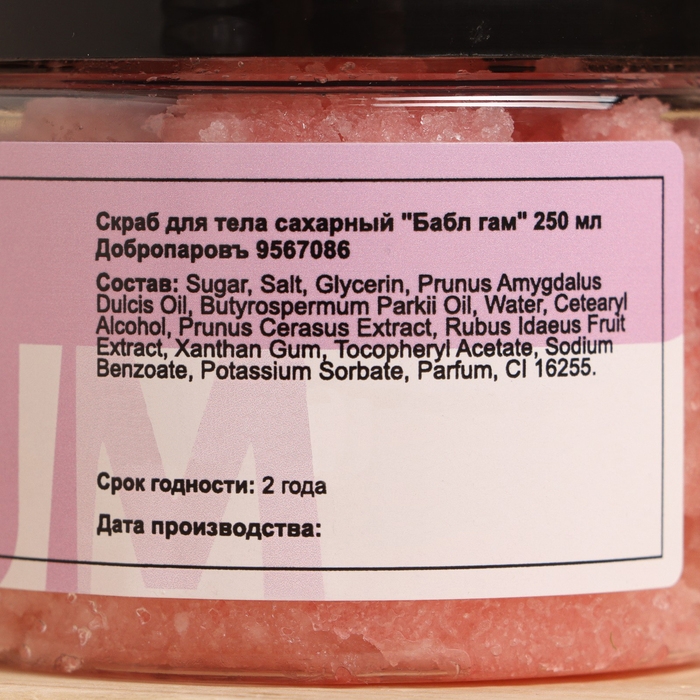 Скраб для тела сахарный "Бабл гам" 250 мл
Добропаровъ 9567086
Состав: Sugar, Salt, Glycerin, Prunus Amygdalus
Dulcis Oil, Butyrospermum Parkii Oil, Water, Cetearyl
Alcohol, Prunus Cerasus Extract, Rubus Idaeus Fruit
Extract, Xanthan Gum, Tocopheryl Acetate, Sodium
Benzoate, Potassium Sorbate, Parfum, CI 16255.
Срок годности: 2 года
Дата производства: